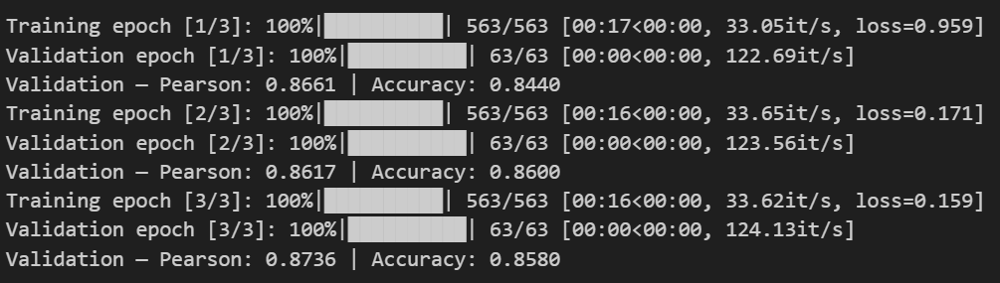 Training epoch [1/3]: 100%|██████████| 563/563 [00:17<00:00, 33.05it/s, loss=0.959]
Validation epoch [1/3]: 100%|██████████| 63/63 [00:00<00:00, 122.69it/s]
Validation — Pearson: 0.8661 | Accuracy: 0.8440
Training epoch [2/3]: 100%|██████████| 563/563 [00:16<00:00, 33.65it/s, loss=0.171]
Validation epoch [2/3]: 100%|██████████| 63/63 [00:00<00:00, 123.56it/s]
Validation — Pearson: 0.8617 | Accuracy: 0.8600
Training epoch [3/3]: 100%|██████████| 563/563 [00:16<00:00, 33.62it/s, loss=0.159]
Validation epoch [3/3]: 100%|██████████| 63/63 [00:00<00:00, 124.13it/s]
Validation — Pearson: 0.8736 | Accuracy: 0.8580